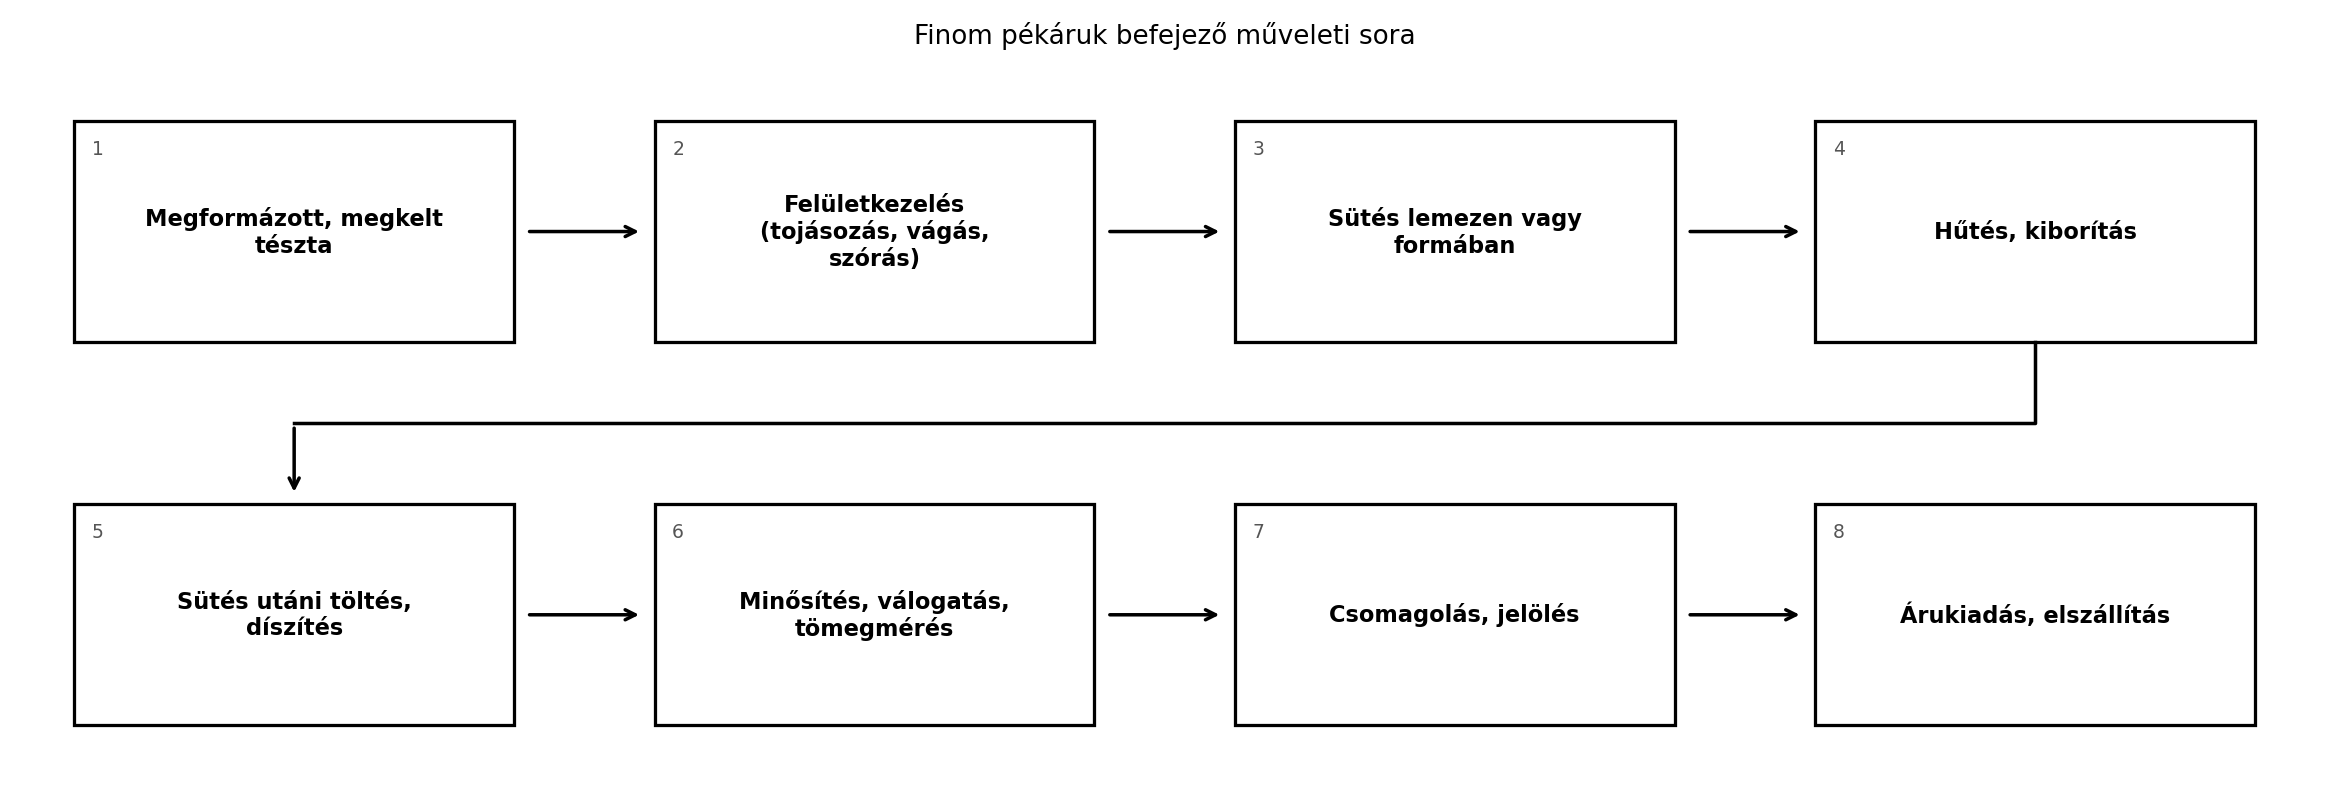 Finom pékáruk befejező műveleti sora
1
Megformázott, megkelt
tészta
2
Felületkezelés
(tojásozás, vágás,
szórás)
3
Sütés lemezen vagy
formában
4
Hűtés, kiborítás
5
Sütés utáni töltés,
díszítés
6
Minősítés, válogatás,
tömegmérés
7
Csomagolás, jelölés
8
Árukiadás, elszállítás